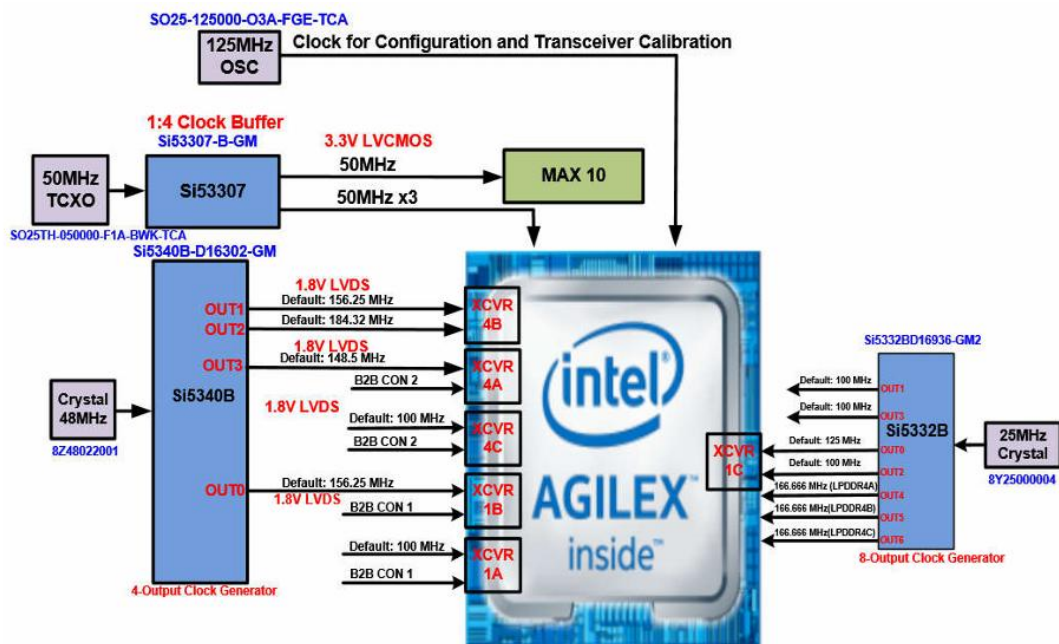 SO25-125000-O3A-FGE-TCA
125MHz
OSC
Clock for Configuration and Transceiver Calibration
1:4 Clock Buffer
Si53307-B-GM
3.3V LVCMOS
50MHz
TCXO
Si53307
50MHz
MAX 10
50MHz x3
SO25TH-050000-F1A-BWK-TCA
Si5340B-D16302-GM
1.8V LVDS
OUT1
Default: 156.25 MHz
XCVR
4B
OUT2
Default: 184.32 MHz
1.8V LVDS
OUT3
Default: 148.5 MHz
XCVR
4A
B2B CON 2
Si5340B
Crystal
48MHz
8Z48022001
1.8V LVDS
Default: 100 MHz
XCVR
4C
B2B CON 2
OUT0
Default: 156.25 MHz
1.8V LVDS
XCVR
1B
B2B CON 1
Default: 100 MHz
XCVR
1A
B2B CON 1
4-Output Clock Generator
intel
AGILEX™
inside™
Si5332BD16936-GM2
Default: 100 MHz
OUT1
Default: 100 MHz
OUT3
Si5332B
XCVR
1C
Default: 125 MHz
OUT0
Default: 100 MHz
OUT2
166.666 MHz (LPDDR4A)
OUT4
166.666 MHz(LPDDR4B)
OUT5
166.666 MHz(LPDDR4C)
OUT6
25MHz
Crystal
8Y25000004
8-Output Clock Generator